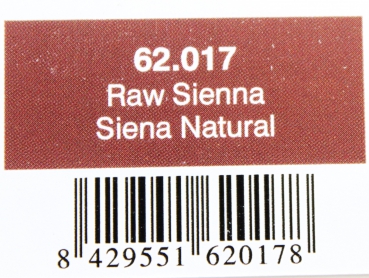 62.017
Raw Sienna
Siena Natural
8 429551 620178